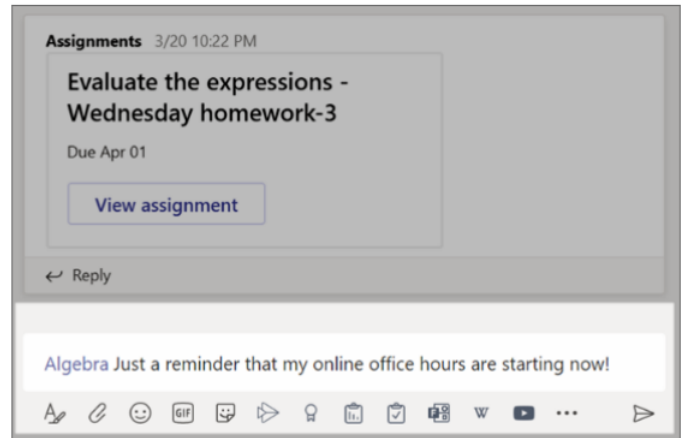 Assignments 3/20 10:22 PM
Evaluate the expressions -
Wednesday homework-3
Due Apr 01
View assignment
Reply
Algebra Just a reminder that my online office hours are starting now!
GIF
W